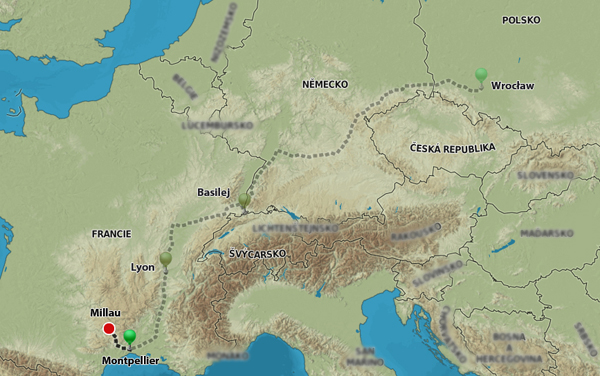 POLSKO
NIZOZEMSKO
NĚMECKO
BELGIE
Wrocław
LUCEMBURSKO
ČESKÁ REPUBLIKA
SLOVENSKO
Basilej
FRANCIE
LICHTENŠTEJNSKO
RAKOUSKO
MAĎARSKO
ŠVÝCARSKO
Lyon
SLOVINSKO
Millau
CHORVATSKO
BOSNA
A
HERCEGOVINA
SRBSKO
Montpellier
MONAKO
SAN
MARINO